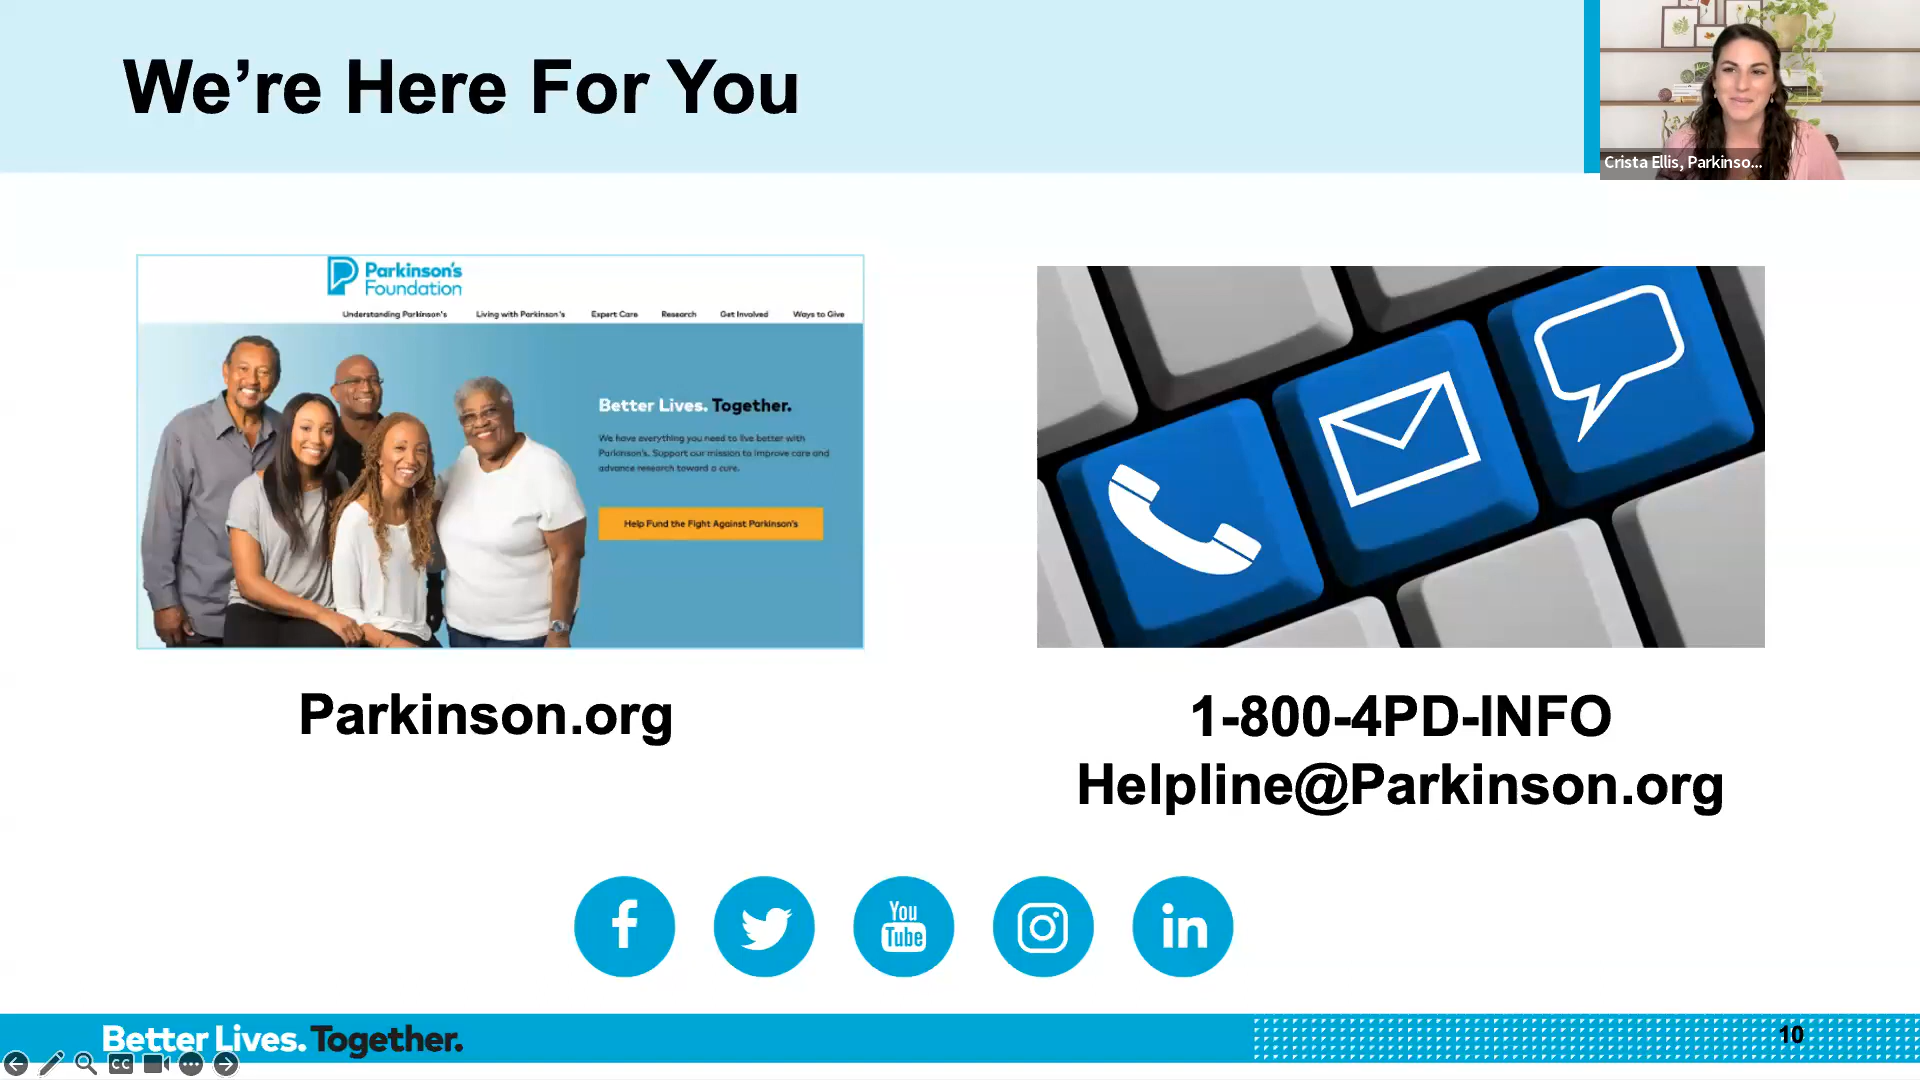 We’re Here For You
Crista Ellis, Parkinso...
Parkinson's
Foundation
Understanding Parkinson's Living with Parkinson's Expert Care Research Get Involved Ways to Give
Better Lives. Together.
We have everything you need to live better with
Parkinson's. Support our mission to improve care and
advance research toward a cure.
Help Fund the Fight Against Parkinson's
Parkinson.org
1-800-4PD-INFO
Helpline@Parkinson.org
f
You
Tube
in
Better Lives. Together.
10
CC